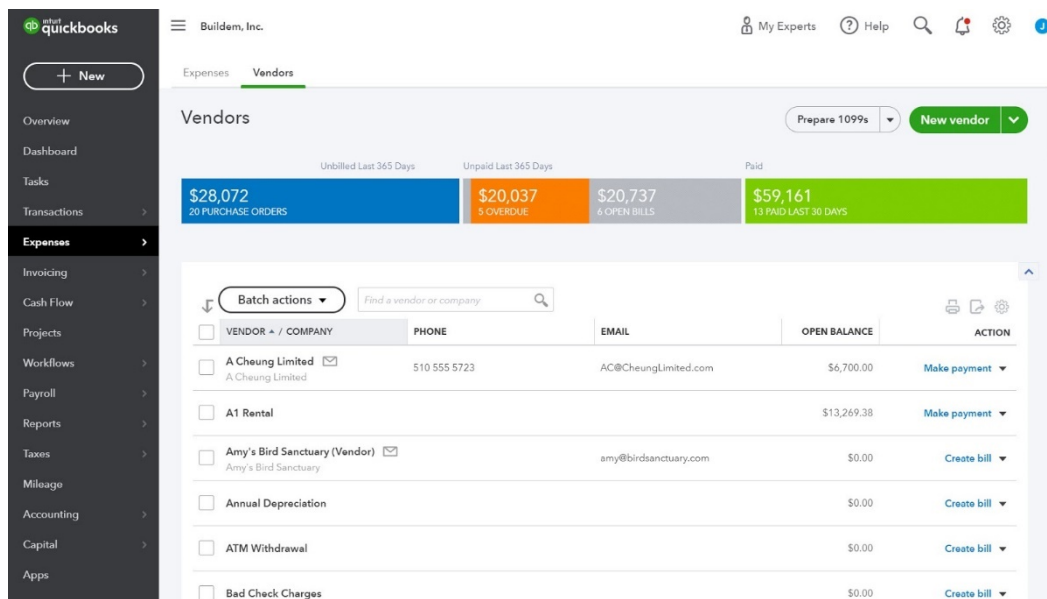 intuit
quickbooks
Buildem, Inc.
My Experts
Help
J
+ New
Overview
Dashboard
Tasks
Transactions
Expenses
Invoicing
Cash Flow
Projects
Workflows
Payroll
Reports
Taxes
Mileage
Accounting
Capital
Apps
Expenses Vendors
Vendors
Prepare 1099s
New vendor
Unbilled Last 365 Days Unpaid Last 365 Days Paid
$28,072 $20,037 $20,737 $59,161
20 PURCHASE ORDERS 5 OVERDUE 6 OPEN BILLS 13 PAID LAST 30 DAYS
Batch actions Find a vendor or company
VENDOR / COMPANY PHONE EMAIL OPEN BALANCE ACTION
A Cheung Limited 510 555 5723 AC@CheungLimited.com $6,700.00 Make payment
A Cheung Limited
A1 Rental $13,269.38 Make payment
Amy's Bird Sanctuary (Vendor) amy@birdsanctuary.com $0.00 Create bill
Amy's Bird Sanctuary
Annual Depreciation $0.00 Create bill
ATM Withdrawal $0.00 Create bill
Bad Check Charges $0.00 Create bill